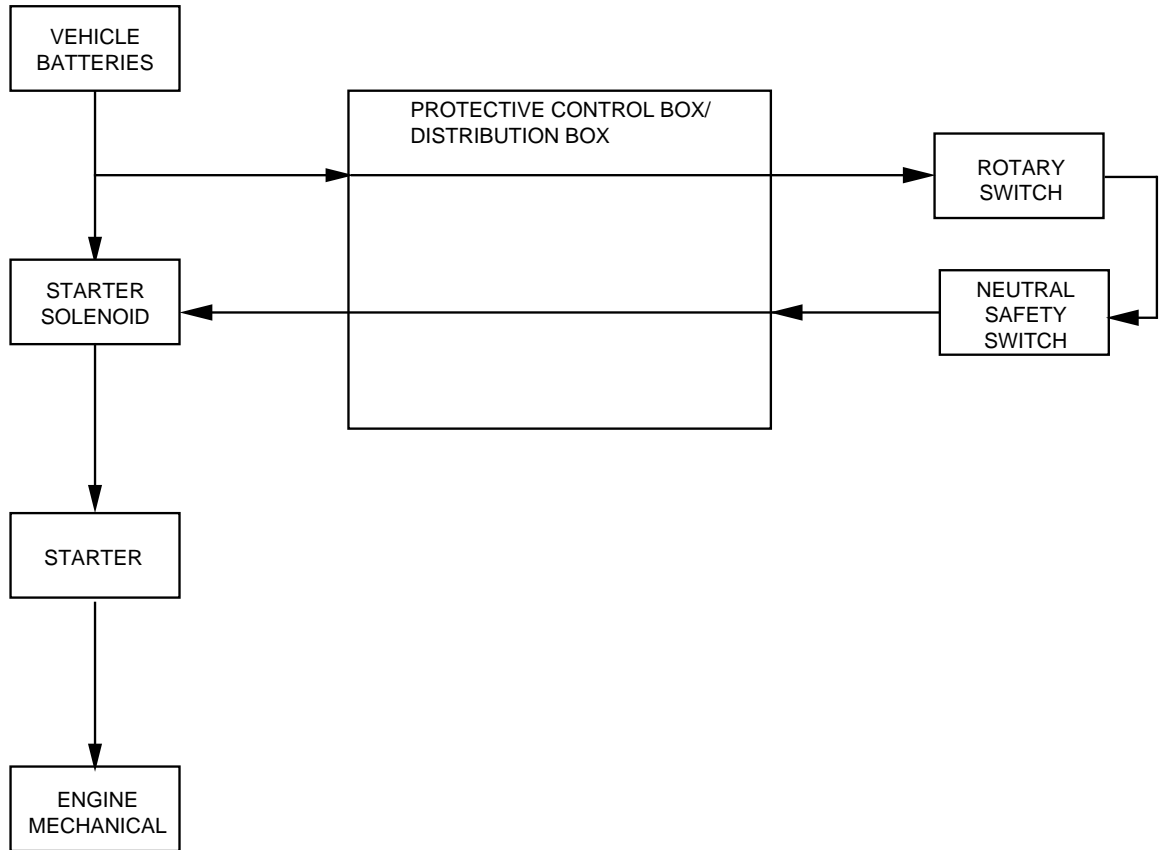 VEHICLE
BATTERIES
PROTECTIVE CONTROL BOX/
DISTRIBUTION BOX
ROTARY
SWITCH
STARTER
SOLENOID
NEUTRAL
SAFETY
SWITCH
STARTER
ENGINE
MECHANICAL